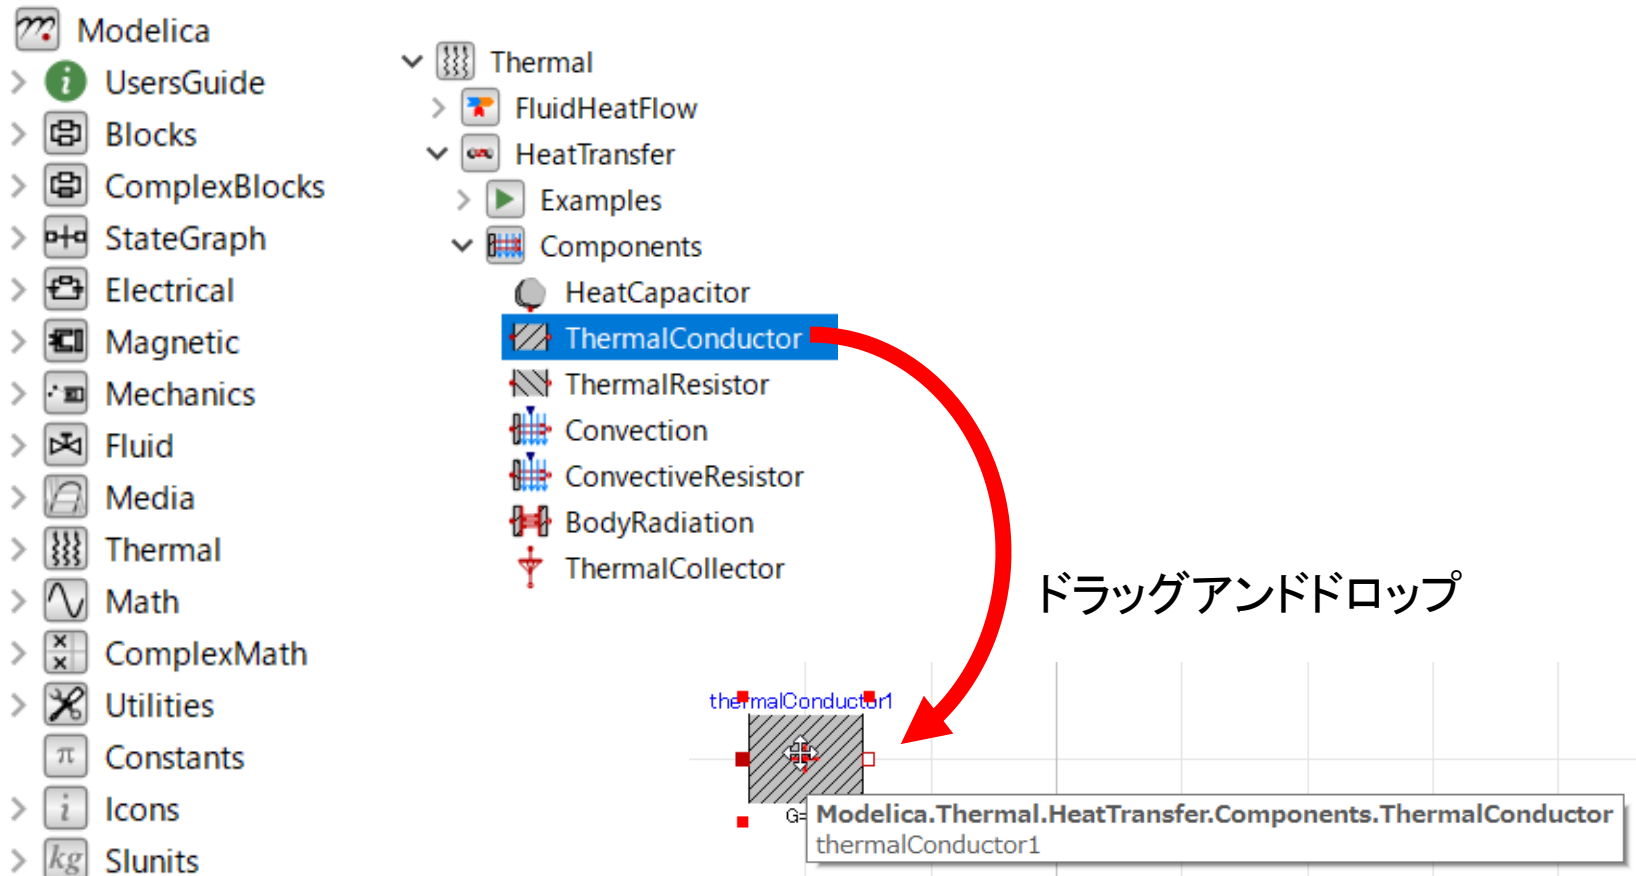 Modelica
UsersGuide
Blocks
ComplexBlocks
StateGraph
Electrical
Magnetic
Mechanics
Fluid
Media
Thermal
Math
ComplexMath
Utilities
π
Constants
Icons
kg
SIunits
Thermal
FluidHeatFlow
HeatTransfer
Examples
Components
HeatCapacitor
ThermalConductor
ThermalResistor
Convection
ConvectiveResistor
BodyRadiation
ThermalCollector
ドラッグアンドドロップ
thermalConductor1
G=
Modelica.Thermal.HeatTransfer.Components.ThermalConductor
thermalConductor1